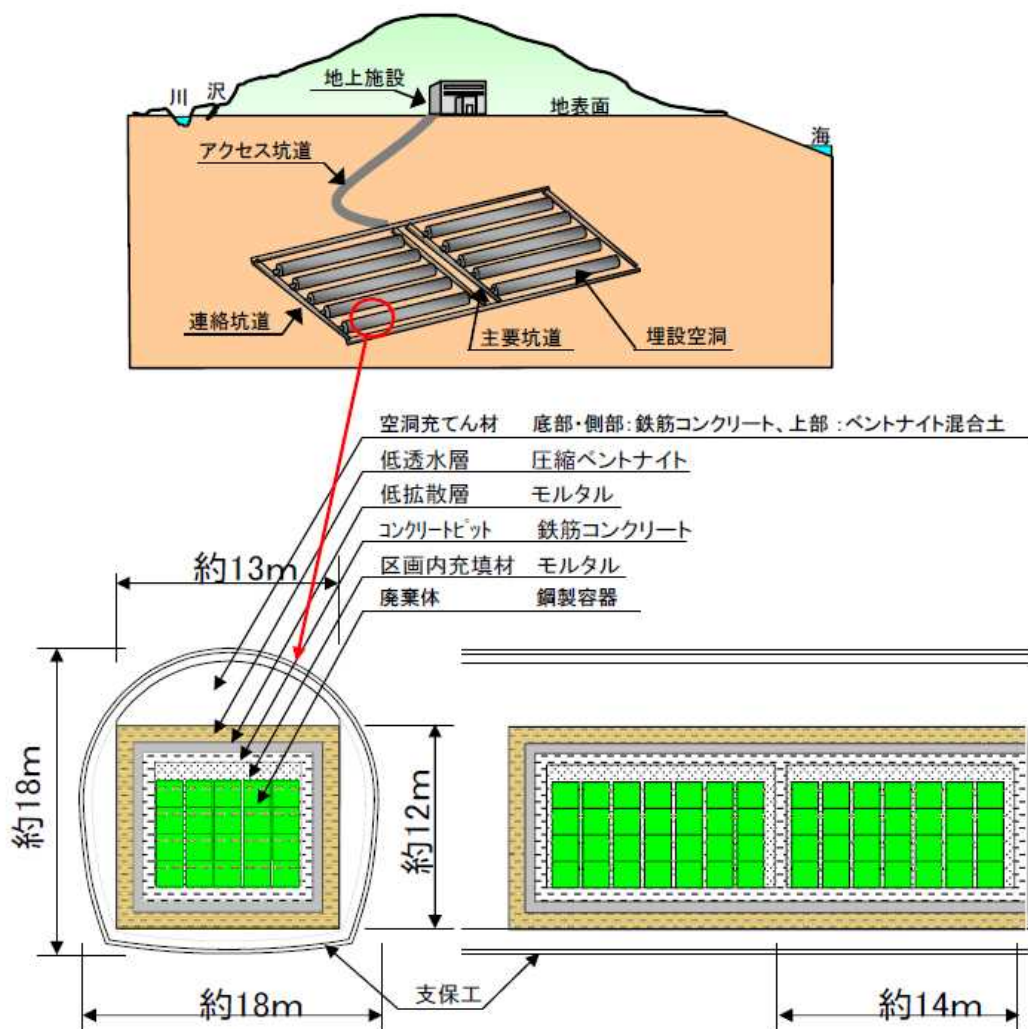 地上施設
川
沢
地表面
海
アクセス坑道
連絡坑道
主要坑道
埋設空洞
空洞充てん材 底部・側部:鉄筋コンクリート、上部:ベントナイト混合土
低透水層 圧縮ベントナイト
低拡散層 モルタル
コンクリートピット 鉄筋コンクリート
区画内充填材 モルタル
廃棄体 鋼製容器
約13m
約18m
約12m
支保工
約18m
約14m